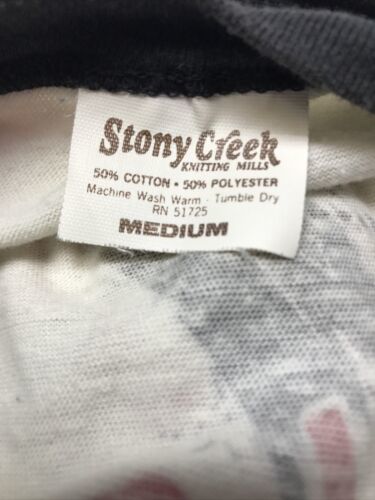 Stony Creek
KNITTING MILLS
50% COTTON • 50% POLYESTER
Machine Wash Warm · Tumble Dry
RN 51725
MEDIUM